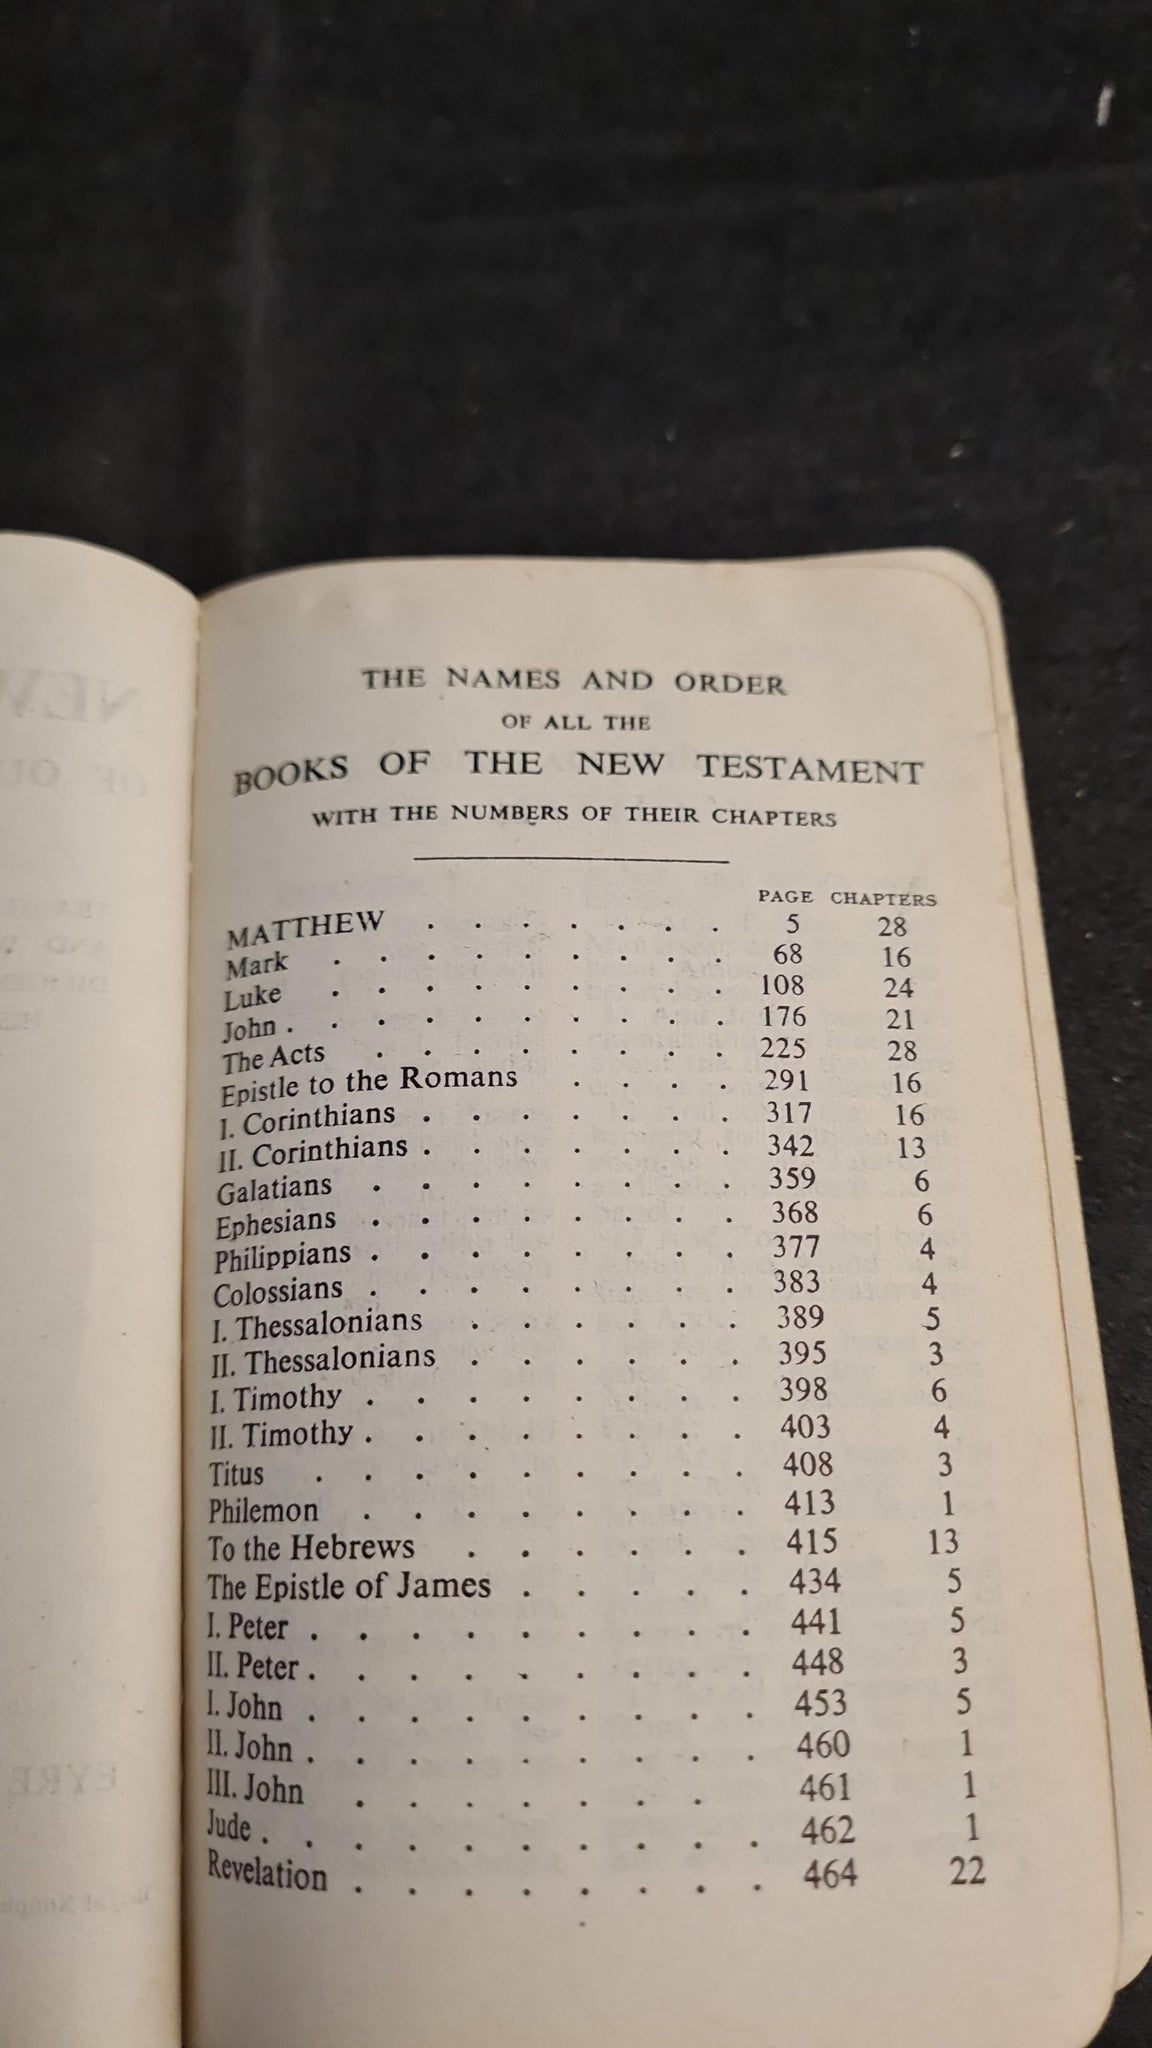 THE NAMES AND ORDER
OF ALL THE
BOOKS OF THE NEW TESTAMENT
WITH THE NUMBERS OF THEIR CHAPTERS
PAGE CHAPTERS
MATTHEW . . . . . . . 5 28
Mark . . . . . . . . . 68 16
Luke . . . . . . . . . 108 24
John . . . . . . . . . . 176 21
The Acts . . . . . . . . 225 28
Epistle to the Romans . . . . 291 16
I. Corinthians . . . . . . . 317 16
II. Corinthians . . . . . . . 342 13
Galatians . . . . . . . . 359 6
Ephesians . . . . . . . . 368 6
Philippians . . . . . . . . 377 4
Colossians . . . . . . . . 383 4
I. Thessalonians . . . . . . 389 5
II. Thessalonians . . . . . . 395 3
I. Timothy . . . . . . . . 398 6
II. Timothy . . . . . . . . 403 4
Titus . . . . . . . . . 408 3
Philemon . . . . . . . . 413 1
To the Hebrews . . . . . . 415 13
The Epistle of James . . . . . 434 5
I. Peter . . . . . . . . . 441 5
II. Peter . . . . . . . . . 448 3
I. John . . . . . . . . . 453 5
II. John . . . . . . . . . 460 1
III. John . . . . . . . 461 1
Jude . . . . . . . . . . 462 1
Revelation . . . . . . . . 464 22